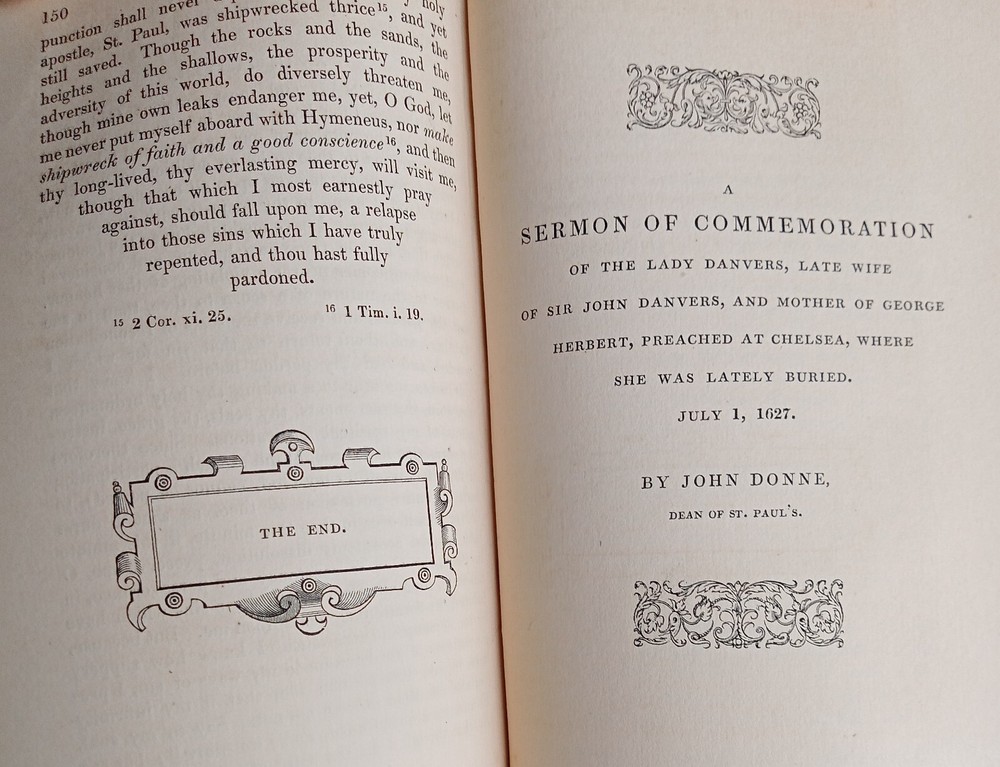 150
punction shall never holy
apostle, St. Paul, was shipwrecked thrice¹⁵, and yet
still saved. Though the rocks and the sands, the
heights and the shallows, the prosperity and the
adversity of this world, do diversely threaten me,
though mine own leaks endanger me, yet, O God, let
me never put myself aboard with Hymeneus, nor make
shipwreck of faith and a good conscience¹⁶, and then
thy long-lived, thy everlasting mercy, will visit me,
though that which I most earnestly pray
against, should fall upon me, a relapse
into those sins which I have truly
repented, and thou hast fully
pardoned.
¹⁵ 2 Cor. xi. 25. ¹⁶ 1 Tim. i. 19.
THE END.
A
SERMON OF COMMEMORATION
OF THE LADY DANVERS, LATE WIFE
OF SIR JOHN DANVERS, AND MOTHER OF GEORGE
HERBERT, PREACHED AT CHELSEA, WHERE
SHE WAS LATELY BURIED.
JULY 1, 1627.
BY JOHN DONNE,
DEAN OF ST. PAUL'S.